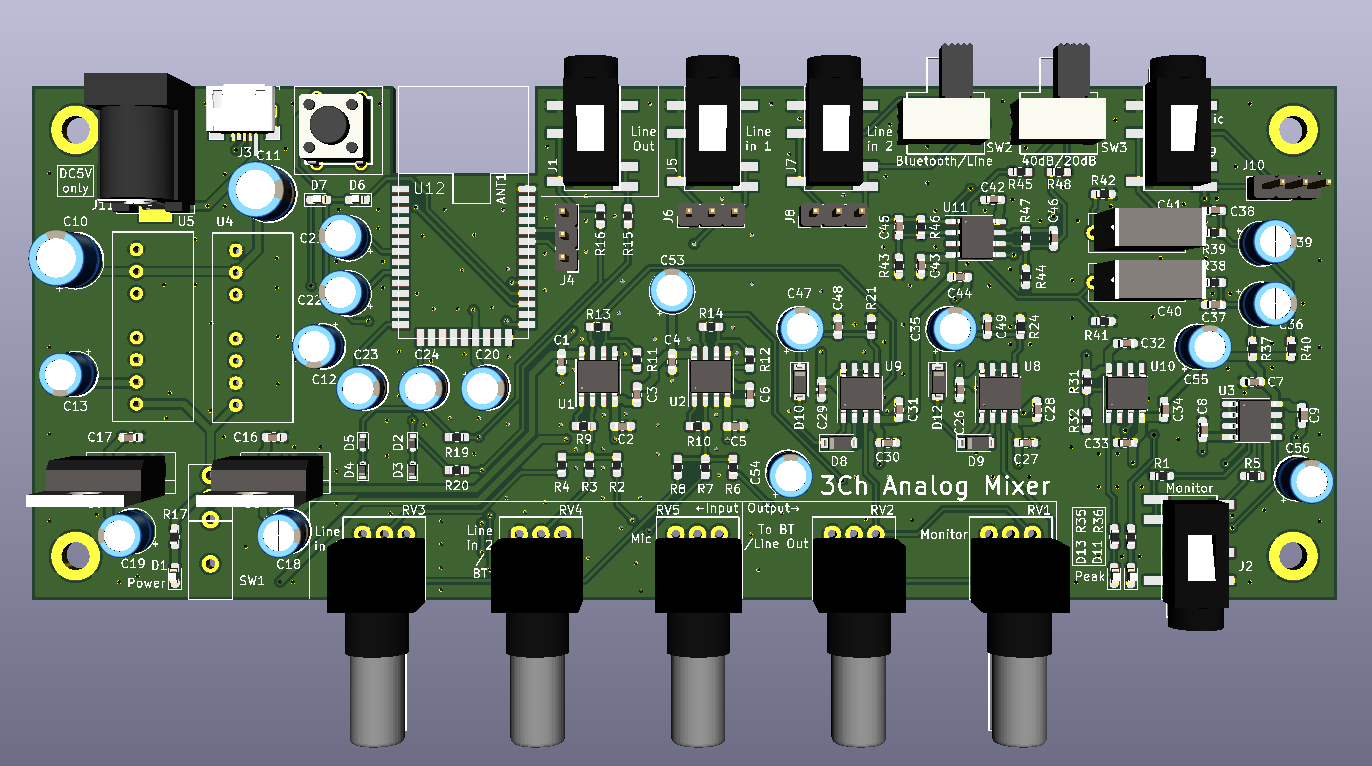 J3
C11
DC5V
only
J11
C10
U5
U4
D7
D6
C22
C13
C12
C23
C24
C20
C17
C16
U12
ANT1
J1
Line
Out
J5
Line
in 1
J7
Line
in 2
Bluetooth/Line
SW2
40dB/20dB
SW3
ic
J10
J6
J8
J4
R16
R15
C53
R13
R14
C1
R11
C3
U1
R9
C2
C4
R12
C6
U2
R10
C5
R4
R3
R2
R8
R7
R6
C54
C47
C48
R21
U9
D10
C29
C31
D8
C30
C35
C49
R24
U8
D12
C26
C28
D9
C27
C45
R46
R43
C43
U11
C42
C44
R45
R48
R47
C46
R44
R42
C41
C38
R39
C39
R38
C40
C37
C36
R41
C32
U10
R31
R32
C34
C33
C55
R37
R40
C7
U3
C8
C9
C56
R1
R5
D5
D4
D2
D3
R19
R20
3Ch Analog Mixer
←Input Output→
Monitor
J2
R17
D1
Power
C19
C18
SW1
Line
in
RV3
Line
in 2
/
BT
RV4
Mic
RV5
To BT
/Line Out
RV2
Monitor
RV1
D13 R35
D11 R36
Peak